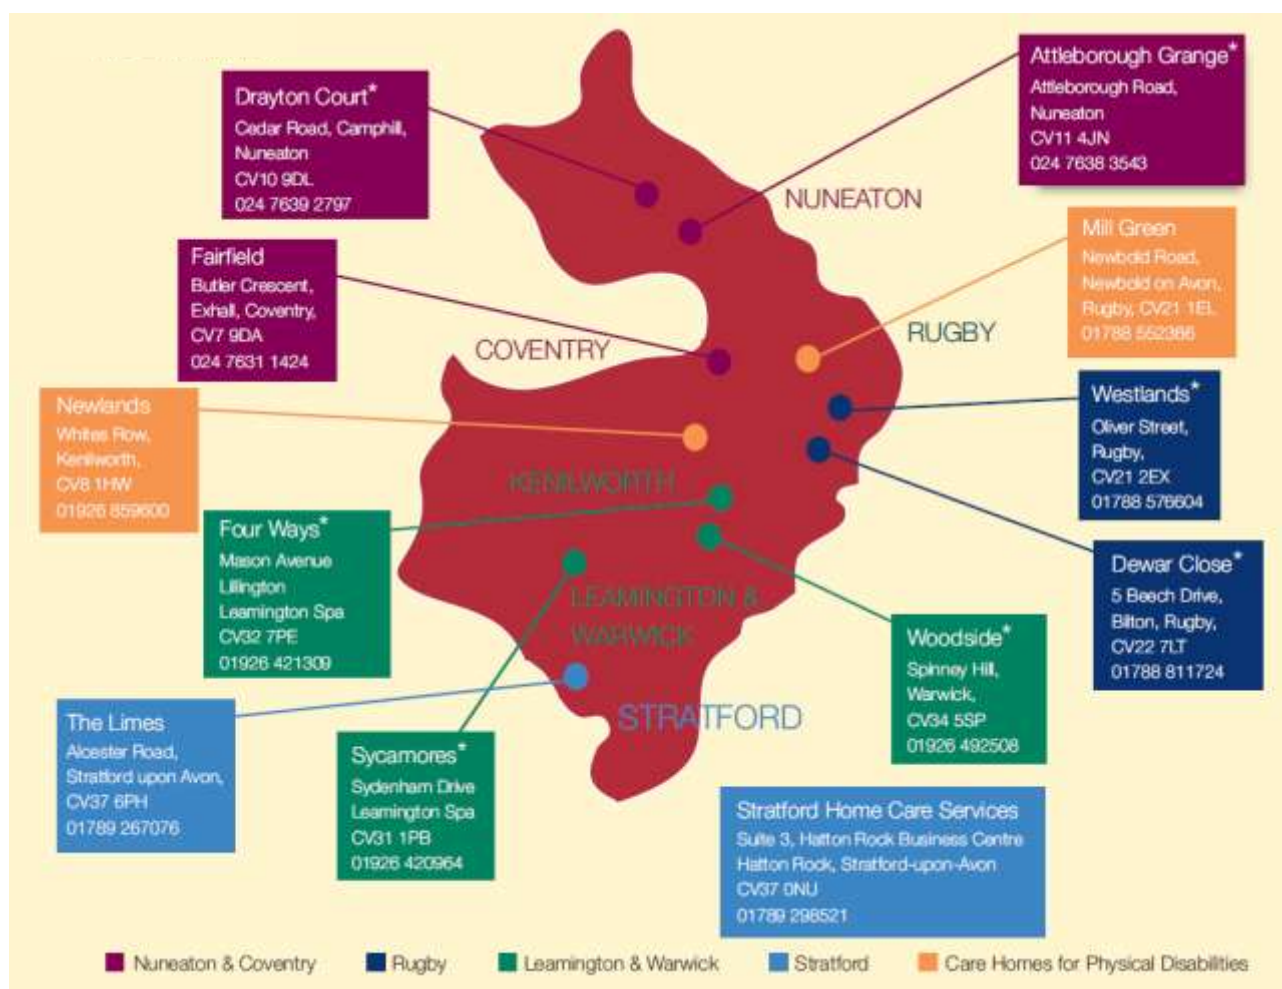 Drayton Court*
Cedar Road, Camphill,
Nuneaton
CV10 9DL
024 7639 2797
Attleborough Grange*
Attleborough Road,
Nuneaton
CV11 4JN
024 7638 3543
NUNEATON
Fairfield
Butler Crescent,
Exhall, Coventry,
CV7 9DA
024 7631 1424
Mill Green
Newbold Road,
Newbold on Avon,
Rugby, CV21 1EL
01788 552366
COVENTRY
RUGBY
Newlands
Whites Row,
Kenilworth,
CV8 1HW
01926 859600
Westlands*
Oliver Street,
Rugby,
CV21 2EX
01788 576604
KENILWORTH
Four Ways*
Mason Avenue
Lillington
Leamington Spa
CV32 7PE
01926 421309
Dewar Close*
5 Beech Drive,
Bilton, Rugby,
CV22 7LT
01788 811724
LEAMINGTON &
WARWICK
Woodside*
Spinney Hill,
Warwick,
CV34 5SP
01926 492508
STRATFORD
The Limes
Alcester Road,
Stratford upon Avon,
CV37 6PH
01789 267076
Sycamores*
Sydenham Drive
Leamington Spa
CV31 1PB
01926 420964
Stratford Home Care Services
Suite 3, Hatton Rock Business Centre
Hatton Rock, Stratford-upon-Avon
CV37 0NU
01789 298521
Nuneaton & Coventry
Rugby
Leamington & Warwick
Stratford
Care Homes for Physical Disabilities